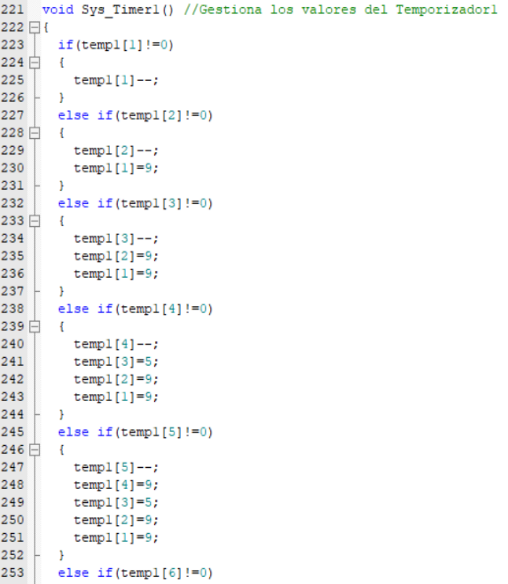 221 void Sys_Timer1() //Gestiona los valores del Temporizador1
222 {
223 if(temp1[1]!=0)
224 {
225 temp1[1]--;
226 }
227 else if(temp1[2]!=0)
228 {
229 temp1[2]--;
230 temp1[1]=9;
231 }
232 else if(temp1[3]!=0)
233 {
234 temp1[3]--;
235 temp1[2]=9;
236 temp1[1]=9;
237 }
238 else if(temp1[4]!=0)
239 {
240 temp1[4]--;
241 temp1[3]=5;
242 temp1[2]=9;
243 temp1[1]=9;
244 }
245 else if(temp1[5]!=0)
246 {
247 temp1[5]--;
248 temp1[4]=9;
249 temp1[3]=5;
250 temp1[2]=9;
251 temp1[1]=9;
252 }
253 else if(temp1[6]!=0)